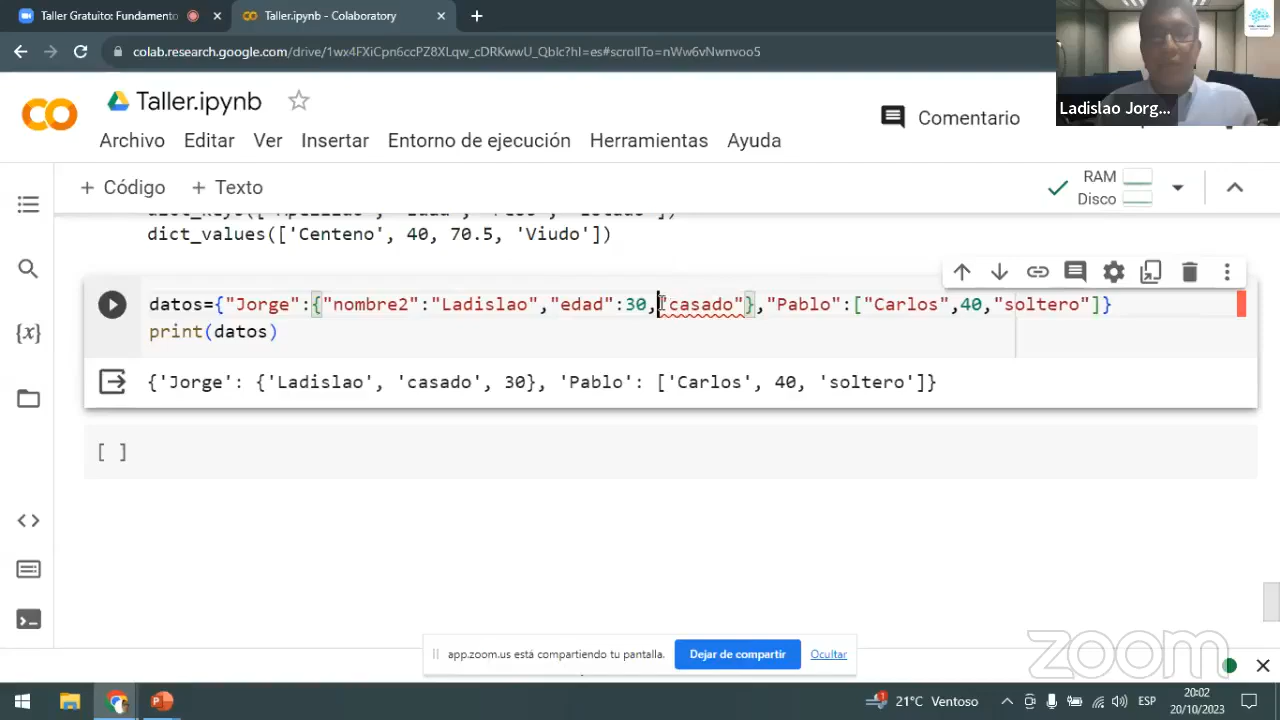 Taller Gratuito: Fundamento
Taller.ipynb - Colaboratory
colab.research.google.com/drive/1wx4FXiCpn6ccPZ8XLqw_cDRKwwU_Qblc?hl=es#scrollTo=nWw6vNwnvoo5
Ladislao Jorg...
Taller.ipynb
Comentario
Archivo Editar Ver Insertar Entorno de ejecución Herramientas Ayuda
+ Código + Texto
RAM
Disco
dict_values(['Centeno', 40, 70.5, 'Viudo'])
datos={"Jorge":{"nombre2":"Ladislao","edad":30,"casado"},"Pablo":["Carlos",40,"soltero"]}
print(datos)
{'Jorge': {'Ladislao', 'casado', 30}, 'Pablo': ['Carlos', 40, 'soltero']}
[ ]
app.zoom.us está compartiendo tu pantalla. Dejar de compartir Ocultar
zoom
21°C Ventoso
ESP
20:02
20/10/2023